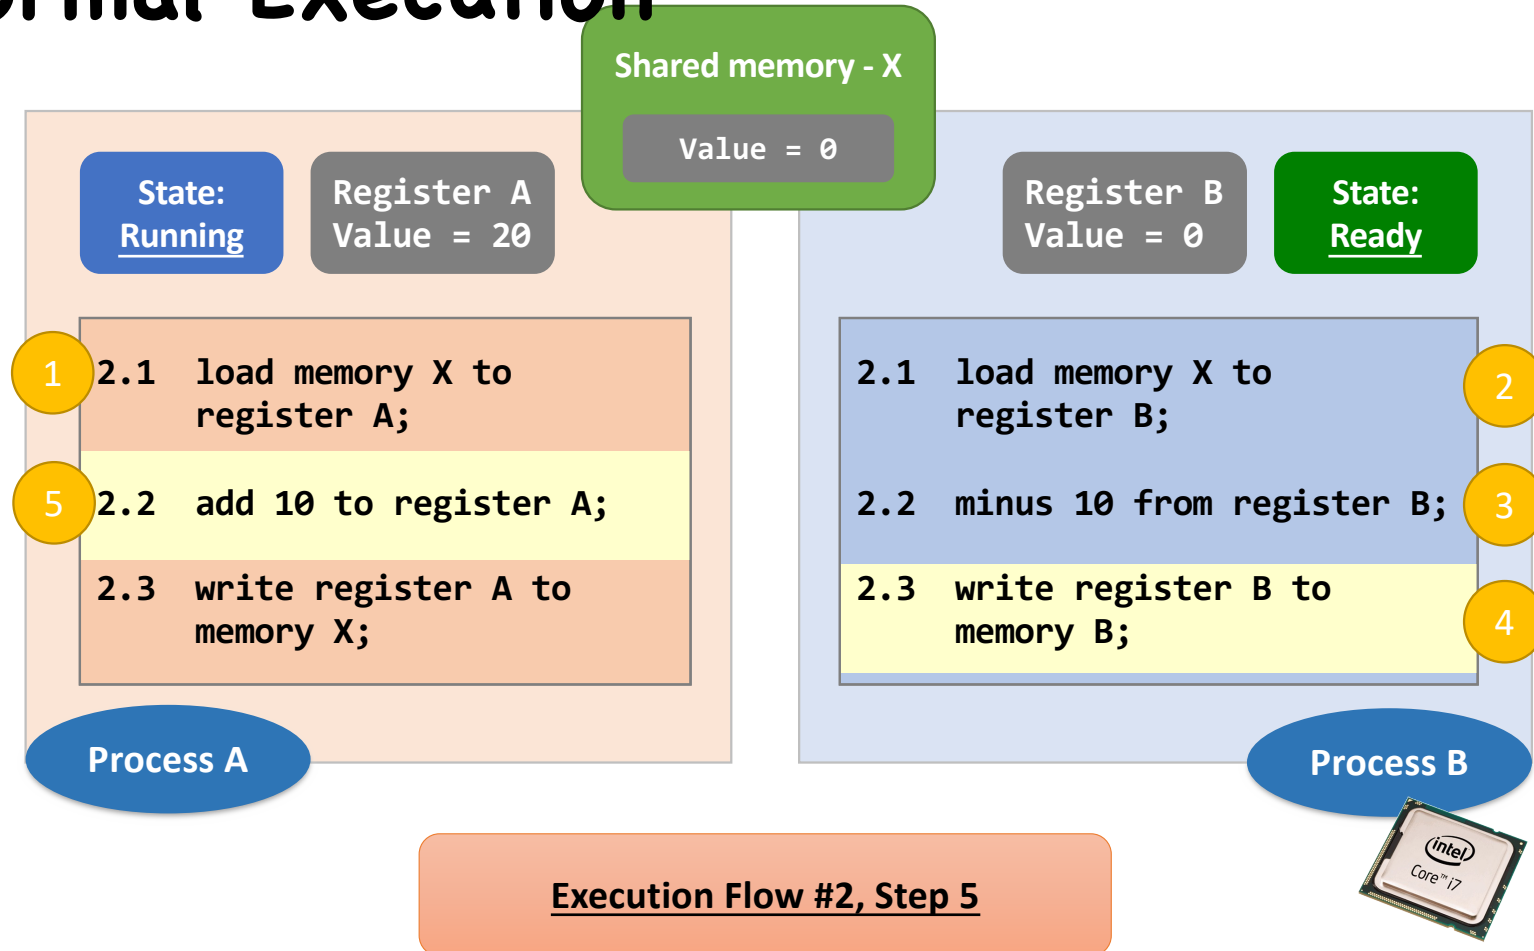 ormal Execution
Shared memory - X
Value = 0
State:
Running
Register A
Value = 20
Register B
Value = 0
State:
Ready
1
2.1 load memory X to
register A;
5
2.2 add 10 to register A;
2.3 write register A to
memory X;
2.1 load memory X to
register B;
2
2.2 minus 10 from register B;
3
2.3 write register B to
memory B;
4
Process A
Process B
Execution Flow #2, Step 5
intel
Core™ i7